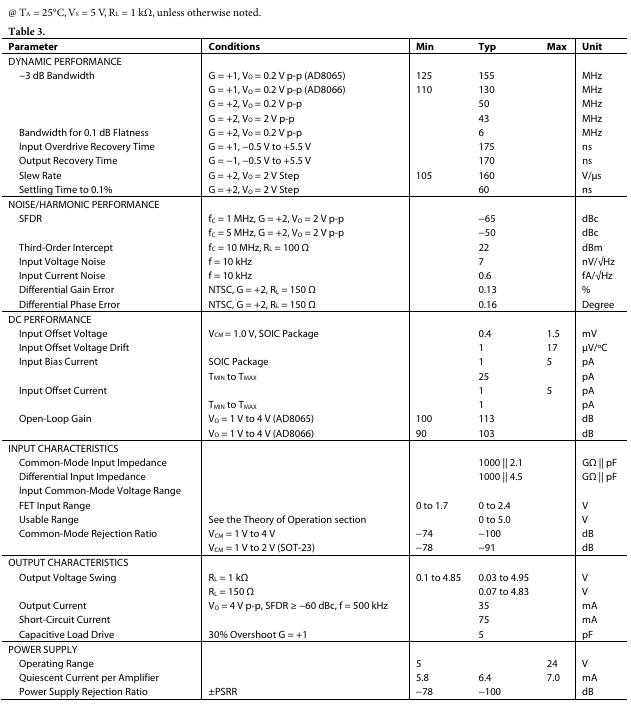 @ TA = 25°C, VS = 5 V, RL = 1 kΩ, unless otherwise noted.
Table 3.
Parameter Conditions Min Typ Max Unit
DYNAMIC PERFORMANCE
−3 dB Bandwidth G = +1, VO = 0.2 V p-p (AD8065) 125 155 MHz
G = +1, VO = 0.2 V p-p (AD8066) 110 130 MHz
G = +2, VO = 0.2 V p-p 50 MHz
G = +2, VO = 2 V p-p 43 MHz
Bandwidth for 0.1 dB Flatness G = +2, VO = 0.2 V p-p 6 MHz
Input Overdrive Recovery Time G = +1, −0.5 V to +5.5 V 175 ns
Output Recovery Time G = −1, −0.5 V to +5.5 V 170 ns
Slew Rate G = +2, VO = 2 V Step 105 160 V/µs
Settling Time to 0.1% G = +2, VO = 2 V Step 60 ns
NOISE/HARMONIC PERFORMANCE
SFDR fC = 1 MHz, G = +2, VO = 2 V p-p −65 dBc
fC = 5 MHz, G = +2, VO = 2 V p-p −50 dBc
Third-Order Intercept fC = 10 MHz, RL = 100 Ω 22 dBm
Input Voltage Noise f = 10 kHz 7 nV/√Hz
Input Current Noise f = 10 kHz 0.6 fA/√Hz
Differential Gain Error NTSC, G = +2, RL = 150 Ω 0.13 %
Differential Phase Error NTSC, G = +2, RL = 150 Ω 0.16 Degree
DC PERFORMANCE
Input Offset Voltage VCM = 1.0 V, SOIC Package 0.4 1.5 mV
Input Offset Voltage Drift 1 17 µV/ºC
Input Bias Current SOIC Package 1 5 pA
TMIN to TMAX 25 pA
Input Offset Current 1 5 pA
TMIN to TMAX 1 pA
Open-Loop Gain VO = 1 V to 4 V (AD8065) 100 113 dB
VO = 1 V to 4 V (AD8066) 90 103 dB
INPUT CHARACTERISTICS
Common-Mode Input Impedance 1000 || 2.1 GΩ || pF
Differential Input Impedance 1000 || 4.5 GΩ || pF
Input Common-Mode Voltage Range
FET Input Range 0 to 1.7 0 to 2.4 V
Usable Range See the Theory of Operation section 0 to 5.0 V
Common-Mode Rejection Ratio VCM = 1 V to 4 V −74 −100 dB
VCM = 1 V to 2 V (SOT-23) −78 −91 dB
OUTPUT CHARACTERISTICS
Output Voltage Swing RL = 1 kΩ 0.1 to 4.85 0.03 to 4.95 V
RL = 150 Ω 0.07 to 4.83 V
Output Current VO = 4 V p-p, SFDR ≥ −60 dBc, f = 500 kHz 35 mA
Short-Circuit Current 75 mA
Capacitive Load Drive 30% Overshoot G = +1 5 pF
POWER SUPPLY
Operating Range 5 24 V
Quiescent Current per Amplifier 5.8 6.4 7.0 mA
Power Supply Rejection Ratio ±PSRR −78 −100 dB